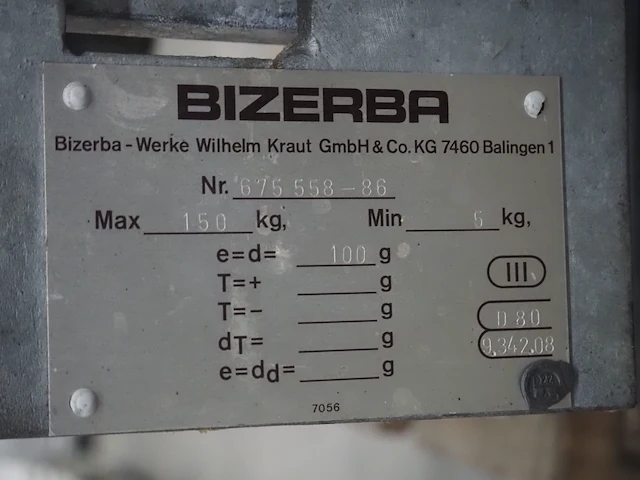 BIZERBA
Bizerba-Werke Wilhelm Kraut GmbH & Co. KG 7460 Balingen 1
Nr. 675 558-86
Max 150 kg, Min 5 kg,
e=d= 100 g
T=+ g
III
T=- g
D 80
dT= g
9.342.08
e=dd= g
7056